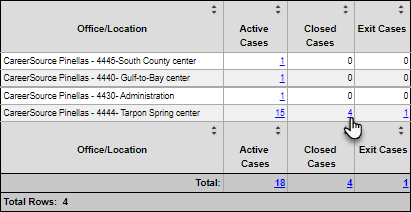 Office/Location Active Cases Closed Cases Exit Cases
CareerSource Pinellas - 4445-South County center 1 0 0
CareerSource Pinellas - 4440- Gulf-to-Bay center 1 0 0
CareerSource Pinellas - 4430- Administration 1 0 0
CareerSource Pinellas - 4444- Tarpon Spring center 15 4 1
Office/Location Active Cases Closed Cases Exit Cases
Total: 18 4 1
Total Rows: 4